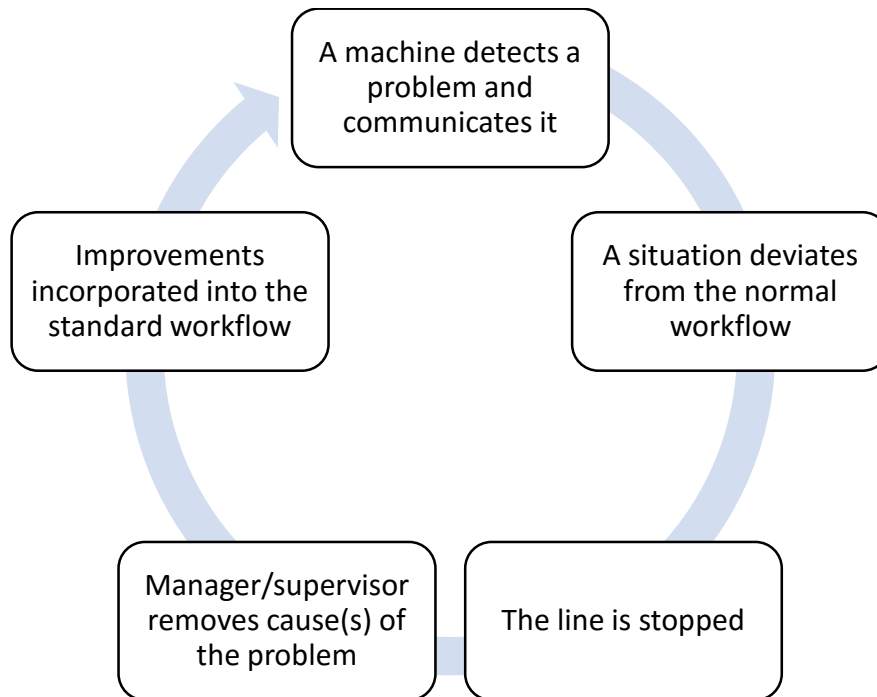 A machine detects a
problem and
communicates it
A situation deviates
from the normal
workflow
The line is stopped
Manager/supervisor
removes cause(s) of
the problem
Improvements
incorporated into the
standard workflow